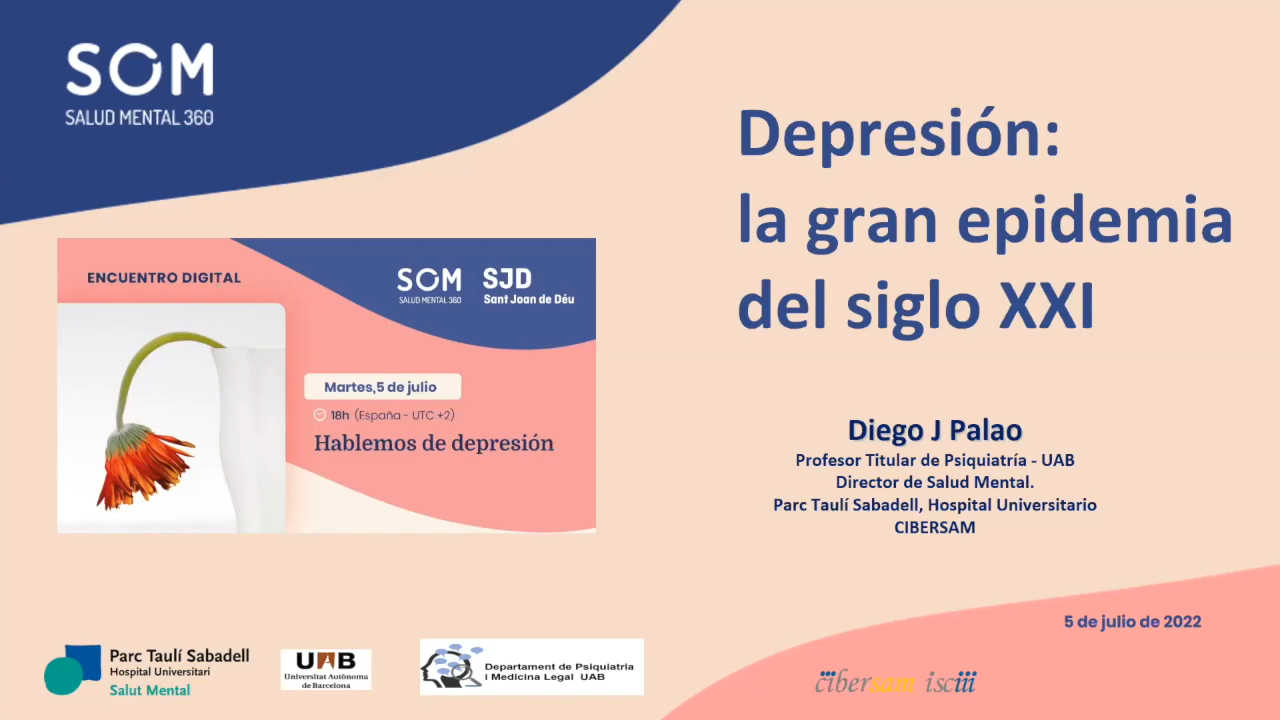 SOM
SALUD MENTAL 360
Depresión:
la gran epidemia
del siglo XXI
ENCUENTRO DIGITAL
SOM
SALUD MENTAL 360
SJD
Sant Joan de Déu
Martes,5 de julio
18h (España - UTC +2)
Hablemos de depresión
Diego J Palao
Profesor Titular de Psiquiatría - UAB
Director de Salud Mental.
Parc Taulí Sabadell, Hospital Universitario
CIBERSAM
5 de julio de 2022
Parc Taulí Sabadell
Hospital Universitari
Salut Mental
UAB
Universitat Autònoma
de Barcelona
Departament de Psiquiatria
i Medicina Legal UAB
cibersam isciii